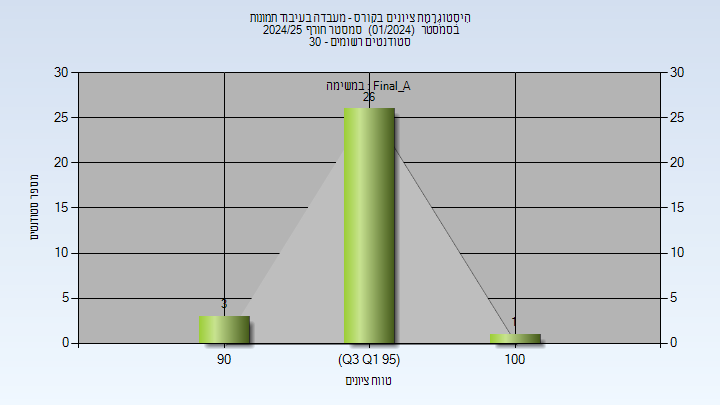 היסטוגרמת ציונים בקורס - מעבדה בעיבוד תמונות
בסמסטר (01/2024) סמסטר חורף 2024/25
סטודנטים רשומים - 30
במשימה : Final_A
30 30
25 25
20 20
15 15
10 10
5 5
0 0
3
26
1
מספר סטודנטים
90 (Q3 Q1 95) 100
טווח ציונים